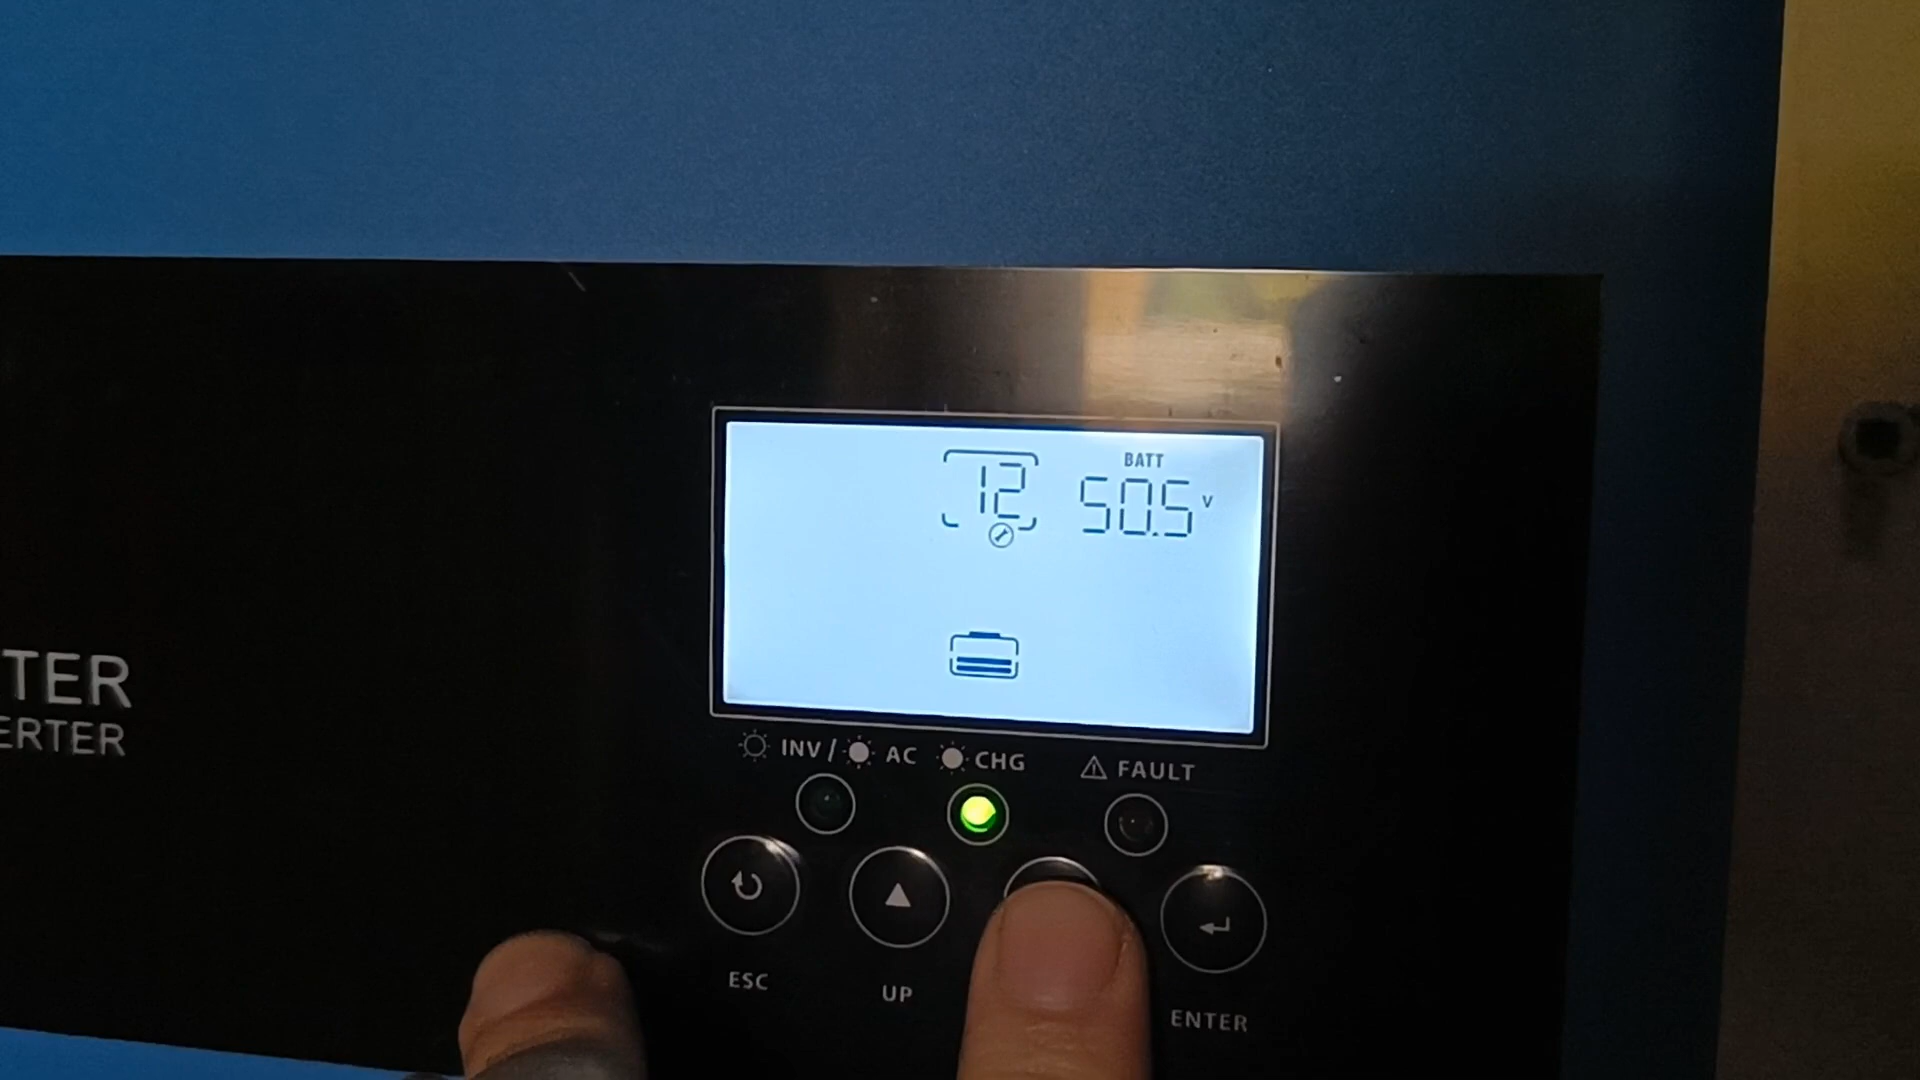 12
BATT
50.5 V
TER
ERTER
INV / AC CHG FAULT
ESC
UP
ENTER